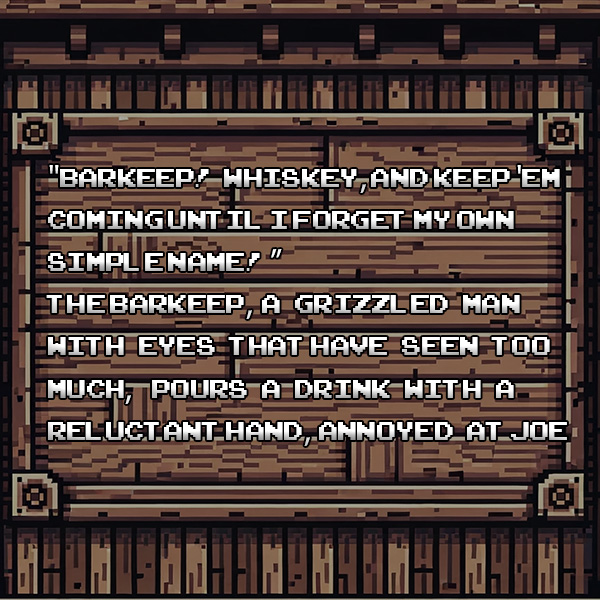 "BARKEEP! WHISKEY, AND KEEP 'EM
COMING UNTIL I FORGET MY OWN
SIMPLE NAME! "
THE BARKEEP, A GRIZZLED MAN
WITH EYES THAT HAVE SEEN TOO
MUCH, POURS A DRINK WITH A
RELUCTANT HAND, ANNOYED AT JOE